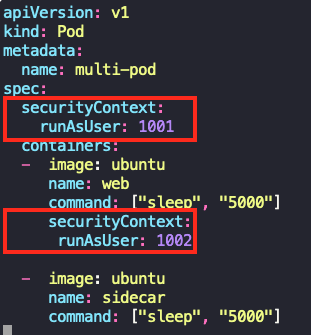 apiVersion: v1
kind: Pod
metadata:
  name: multi-pod
spec:
  securityContext:
    runAsUser: 1001
  containers:
  -  image: ubuntu
     name: web
     command: ["sleep", "5000"]
     securityContext:
      runAsUser: 1002

  -  image: ubuntu
     name: sidecar
     command: ["sleep", "5000"]